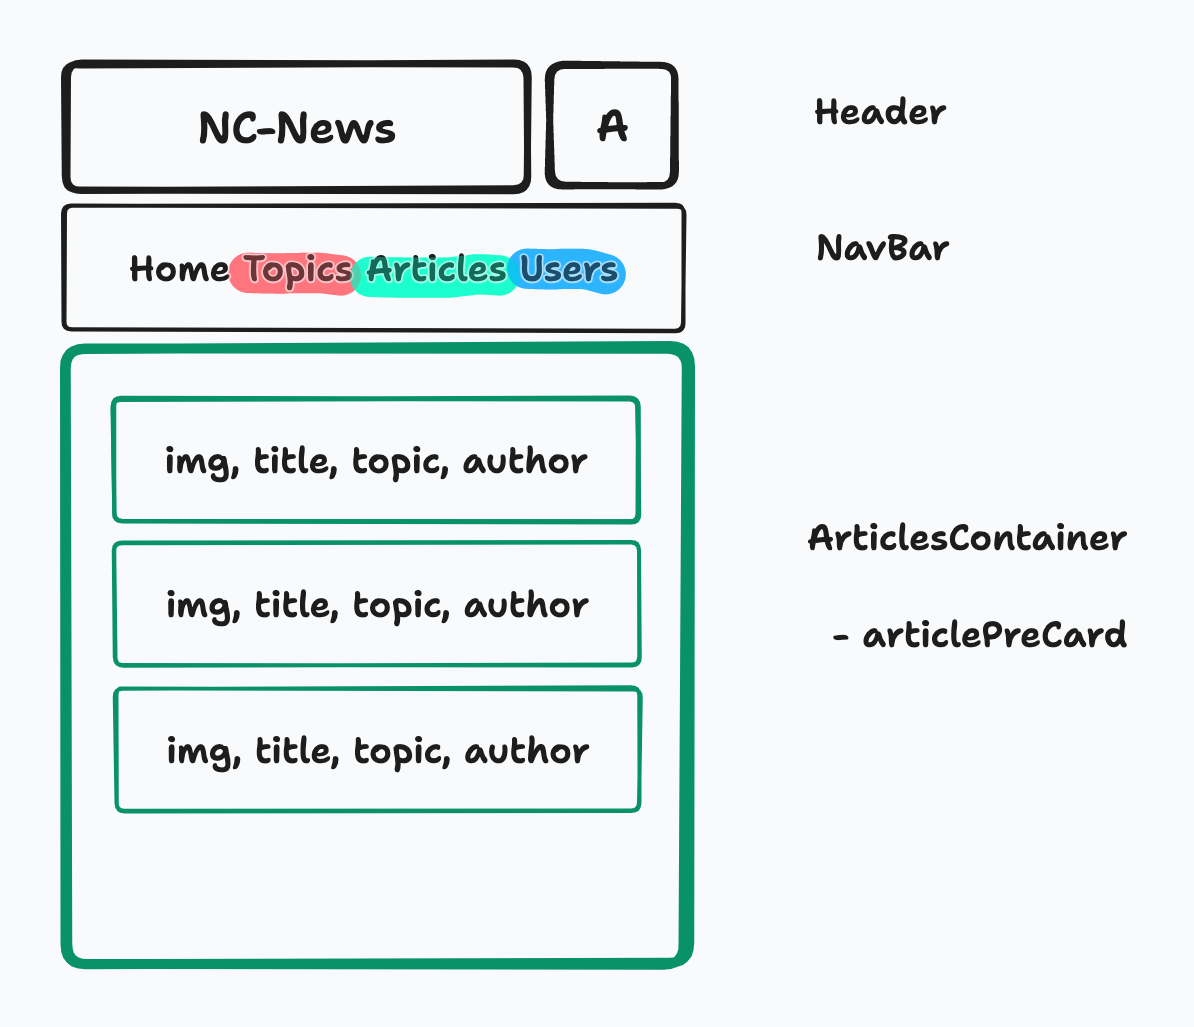 NC-News
A
Header
Home Topics Articles Users
NavBar
img, title, topic, author
ArticlesContainer
img, title, topic, author
- articlePreCard
img, title, topic, author